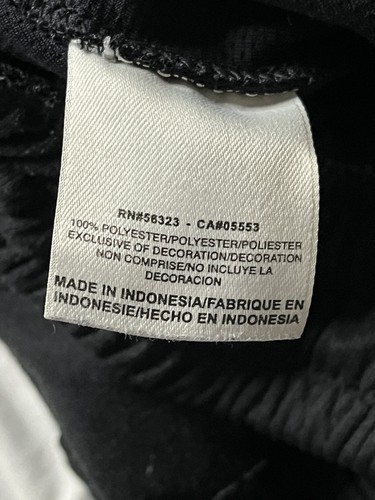 RN#56323 - CA#05553
100% POLYESTER/POLYESTER/POLIESTER
EXCLUSIVE OF DECORATION/DECORATION
NON COMPRISE/NO INCLUYE LA
DECORACION
MADE IN INDONESIA/FABRIQUE EN
INDONESIE/HECHO EN INDONESIA